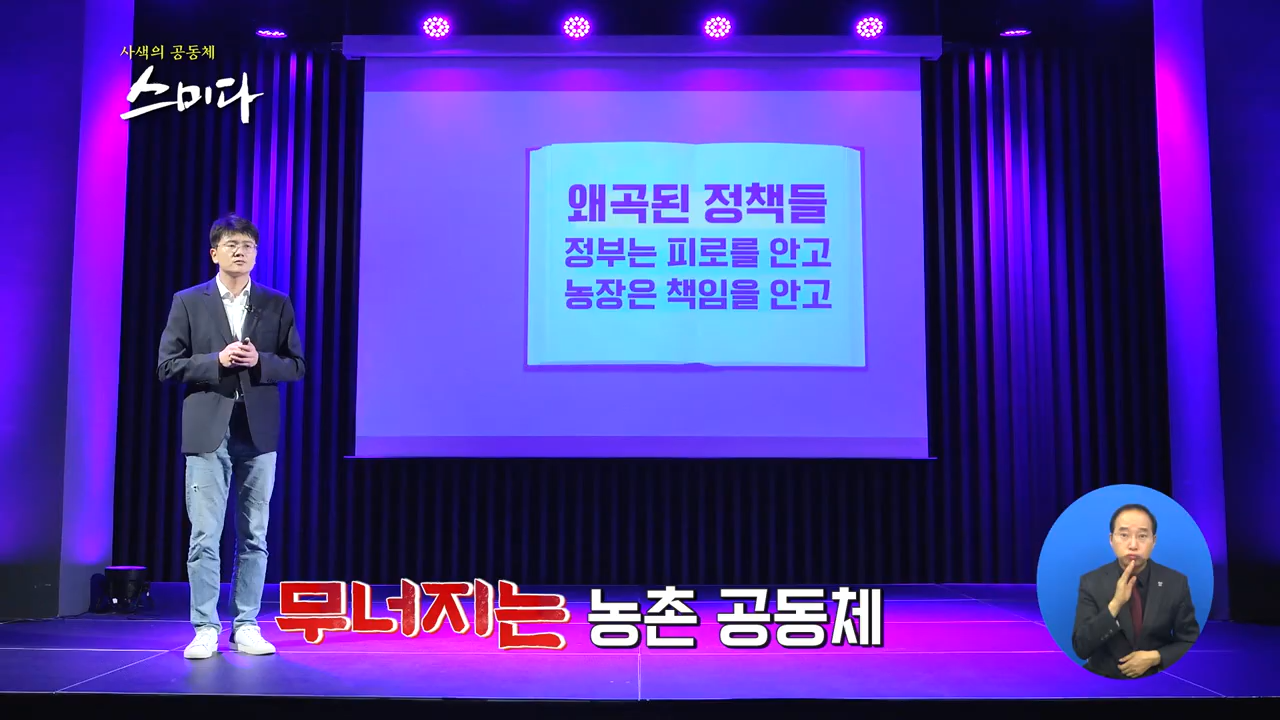 사색의 공동체
스미다
왜곡된 정책들
정부는 피로를 안고
농장은 책임을 안고
무너지는 농촌 공동체